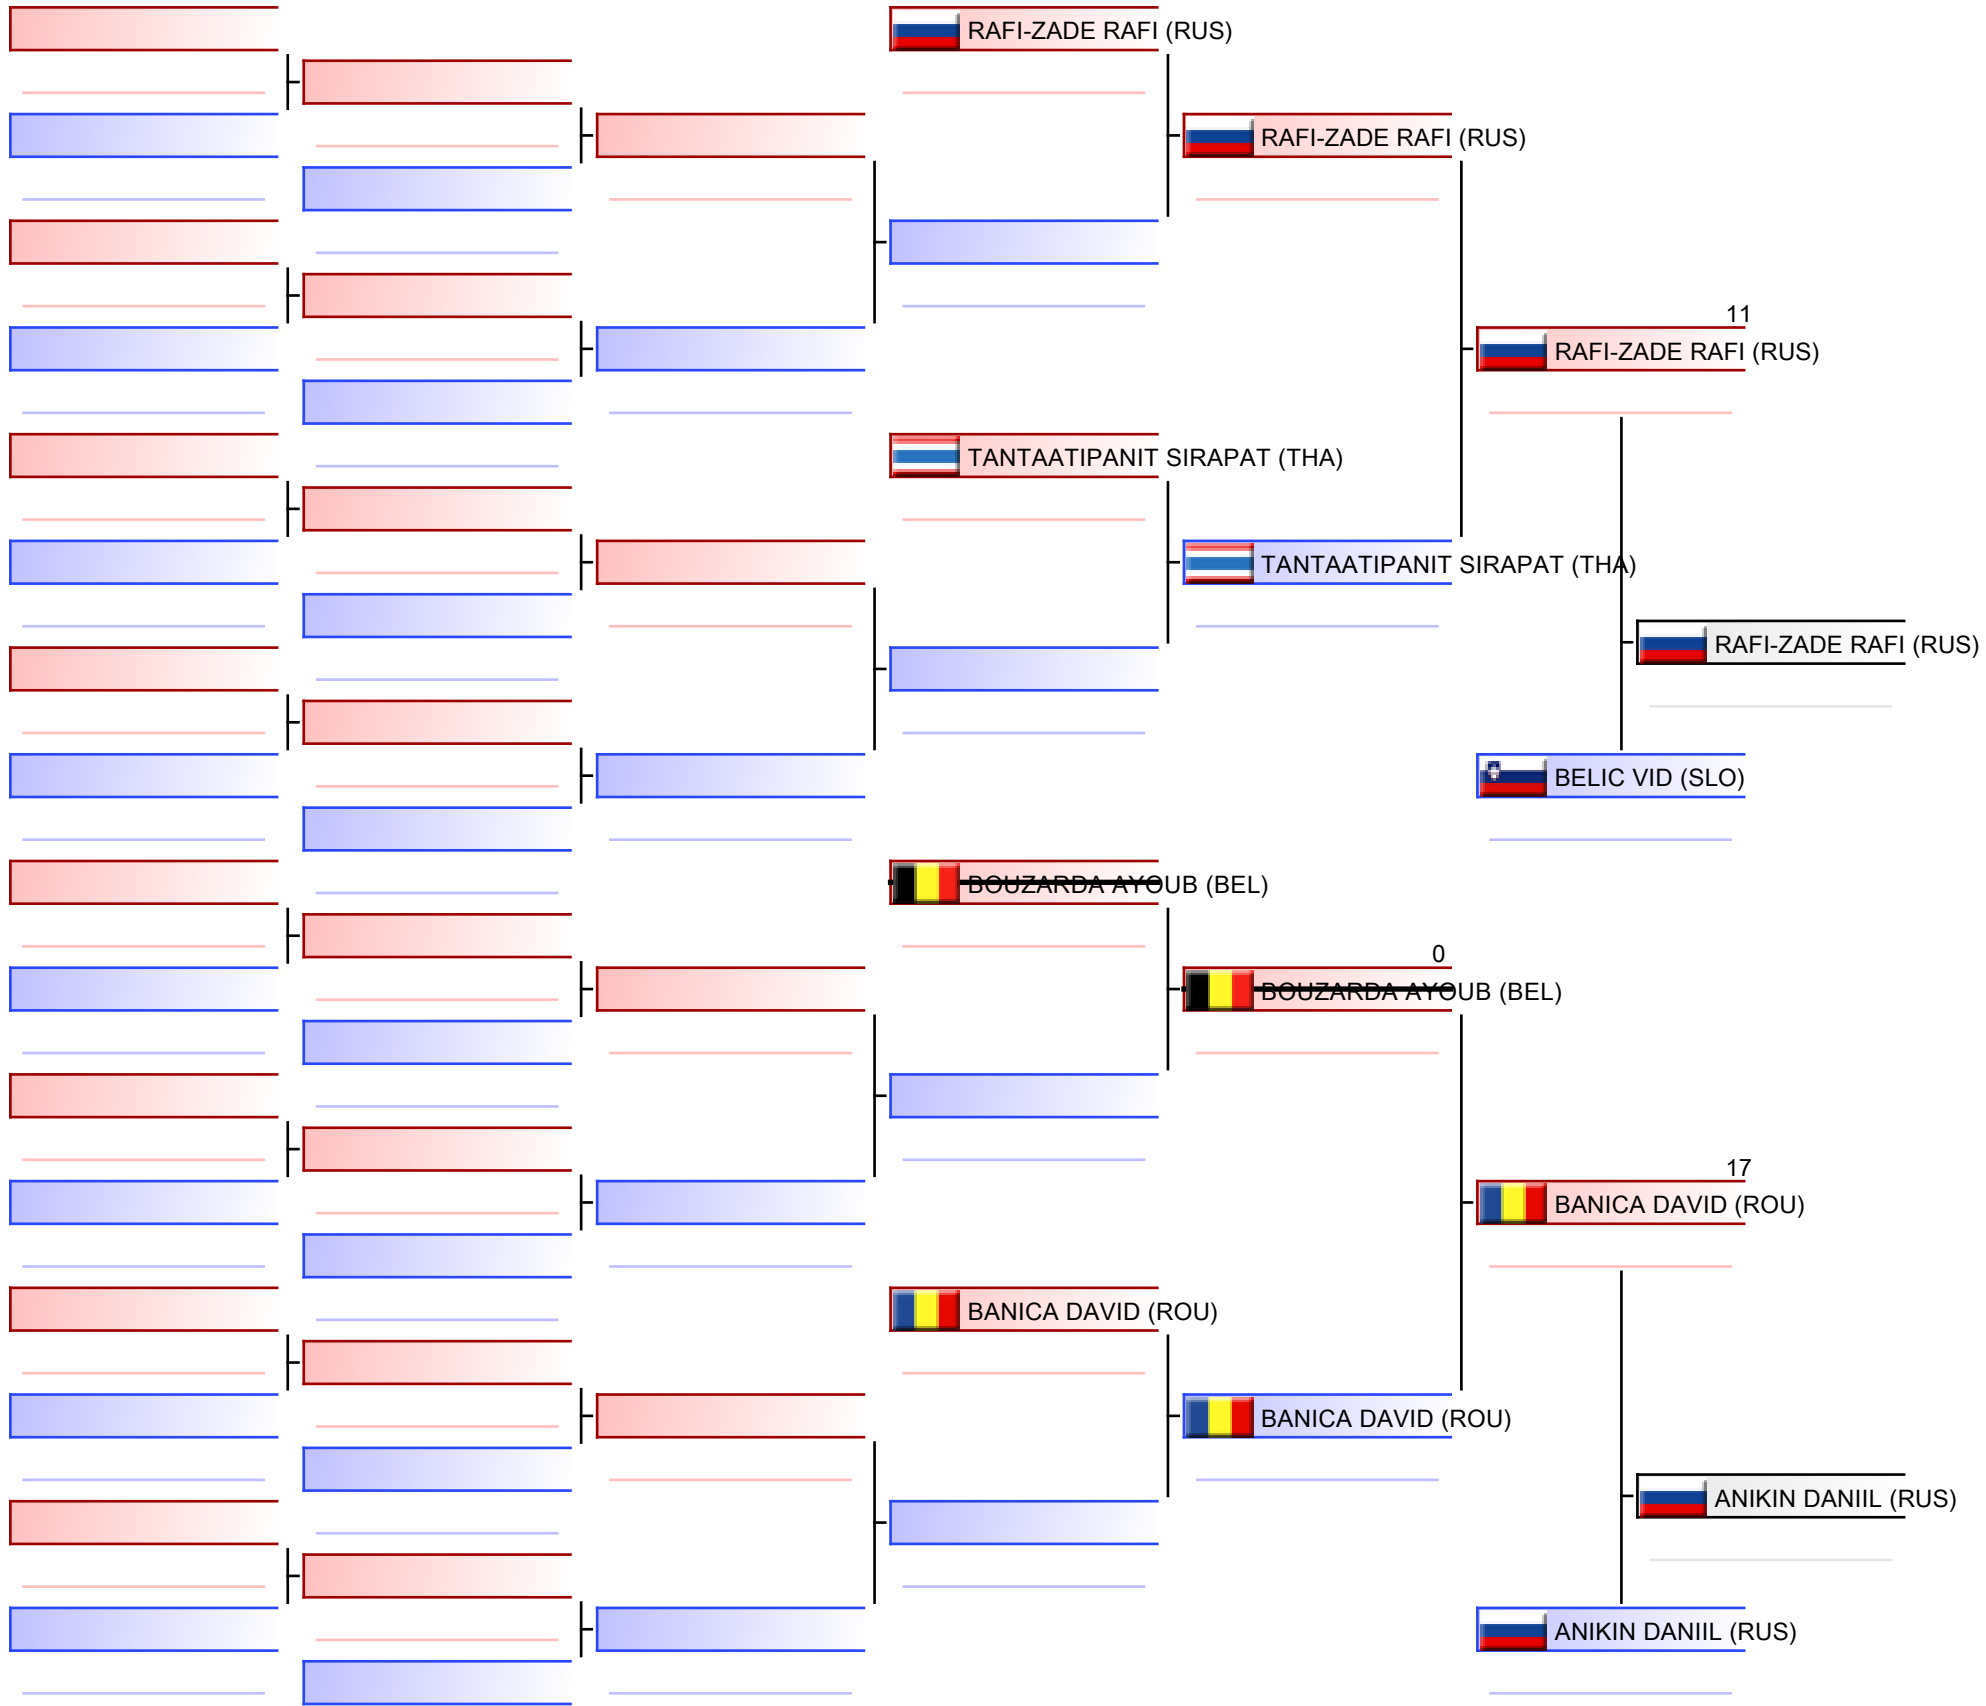 RAFI-ZADE RAFI (RUS)
RAFI-ZADE RAFI (RUS)
11
RAFI-ZADE RAFI (RUS)
TANTAATIPANIT SIRAPAT (THA)
TANTAATIPANIT SIRAPAT (THA)
RAFI-ZADE RAFI (RUS)
BELIC VID (SLO)
BOUZARDA AYOUB (BEL)
0
BOUZARDA AYOUB (BEL)
17
BANICA DAVID (ROU)
BANICA DAVID (ROU)
BANICA DAVID (ROU)
ANIKIN DANIIL (RUS)
ANIKIN DANIIL (RUS)